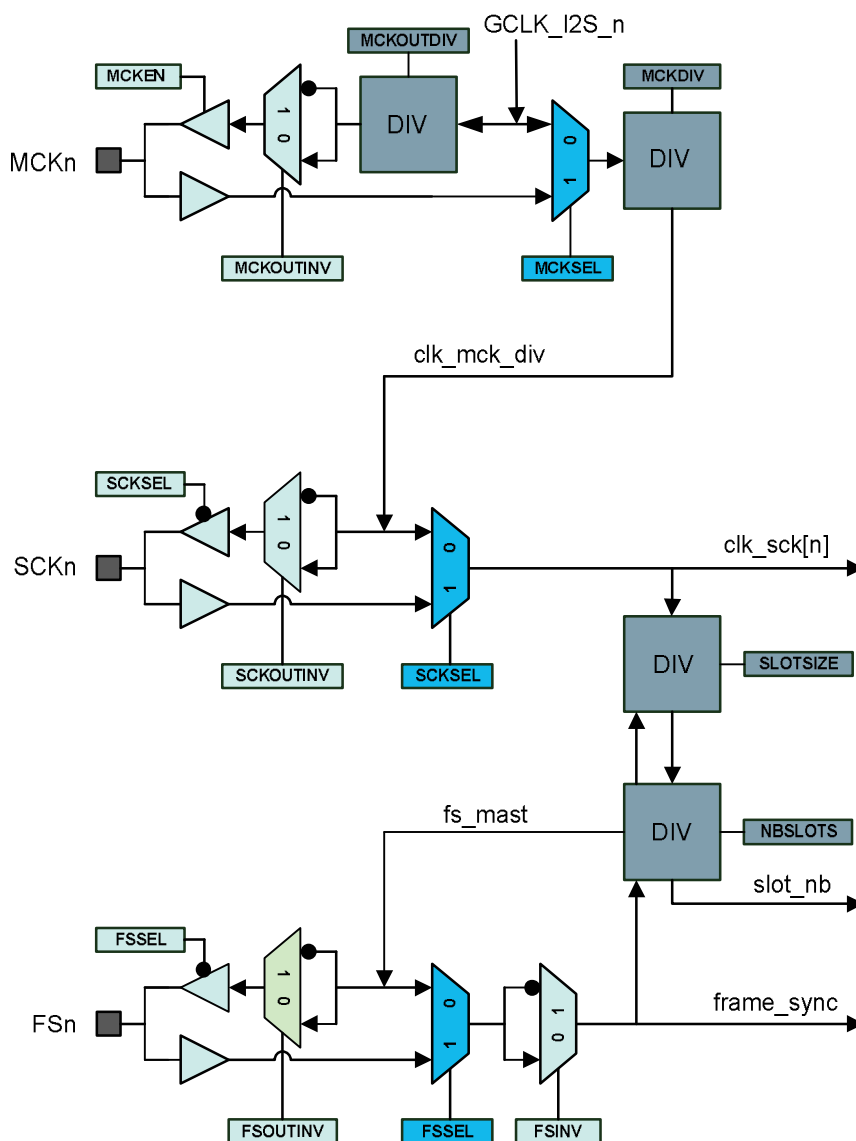 GCLK_I2S_n
MCKOUTDIV
MCKEN
MCKDIV
1 0
DIV
0 1
DIV
MCKn
MCKOUTINV
MCKSEL
clk_mck_div
SCKSEL
1 0
0 1
clk_sck[n]
SCKn
DIV
SLOTSIZE
SCKOUTINV
SCKSEL
fs_mast
DIV
NBSLOTS
slot_nb
FSSEL
1 0
0 1
1 0
frame_sync
FSn
FSOUTINV
FSSEL
FSINV